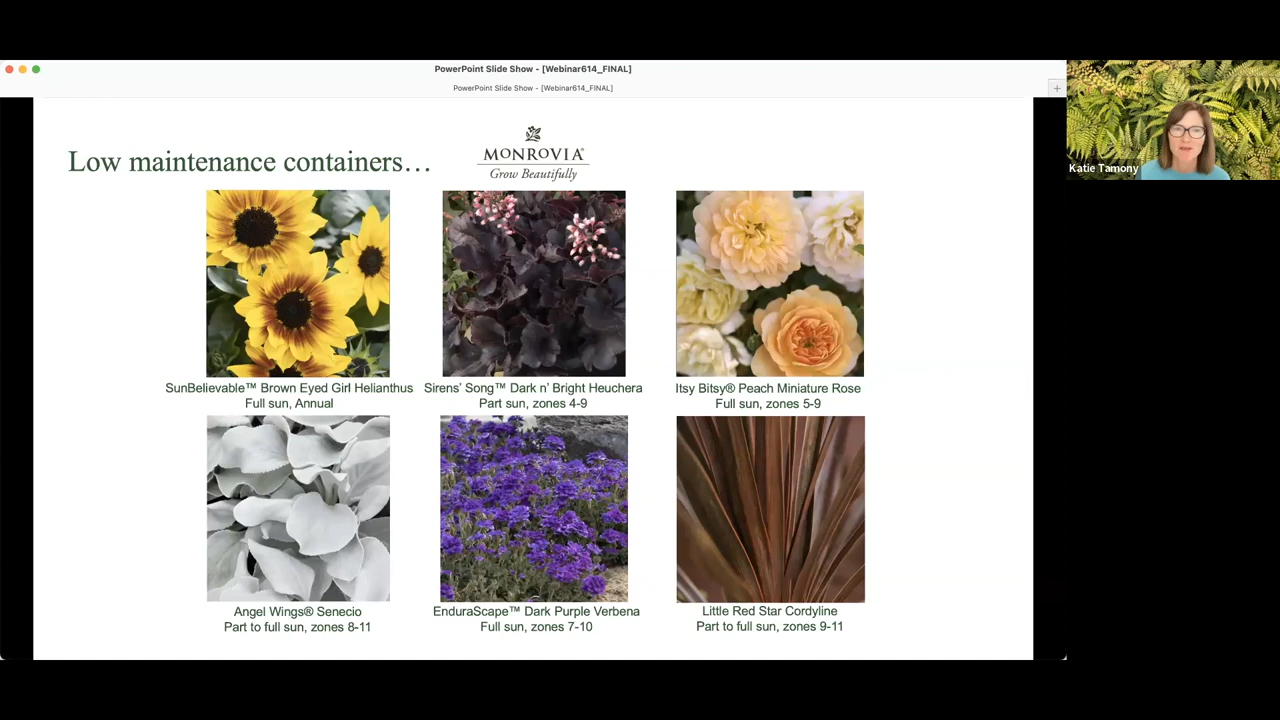 PowerPoint Slide Show - [Webinar614_FINAL]
PowerPoint Slide Show - [Webinar614_FINAL]
+
Katie Tamony
Low maintenance containers…
MONROVIA®
Grow Beautifully
SunBelievable™ Brown Eyed Girl Helianthus
Full sun, Annual
Sirens' Song™ Dark n' Bright Heuchera
Part sun, zones 4-9
Itsy Bitsy® Peach Miniature Rose
Full sun, zones 5-9
Angel Wings® Senecio
Part to full sun, zones 8-11
EnduraScape™ Dark Purple Verbena
Full sun, zones 7-10
Little Red Star Cordyline
Part to full sun, zones 9-11